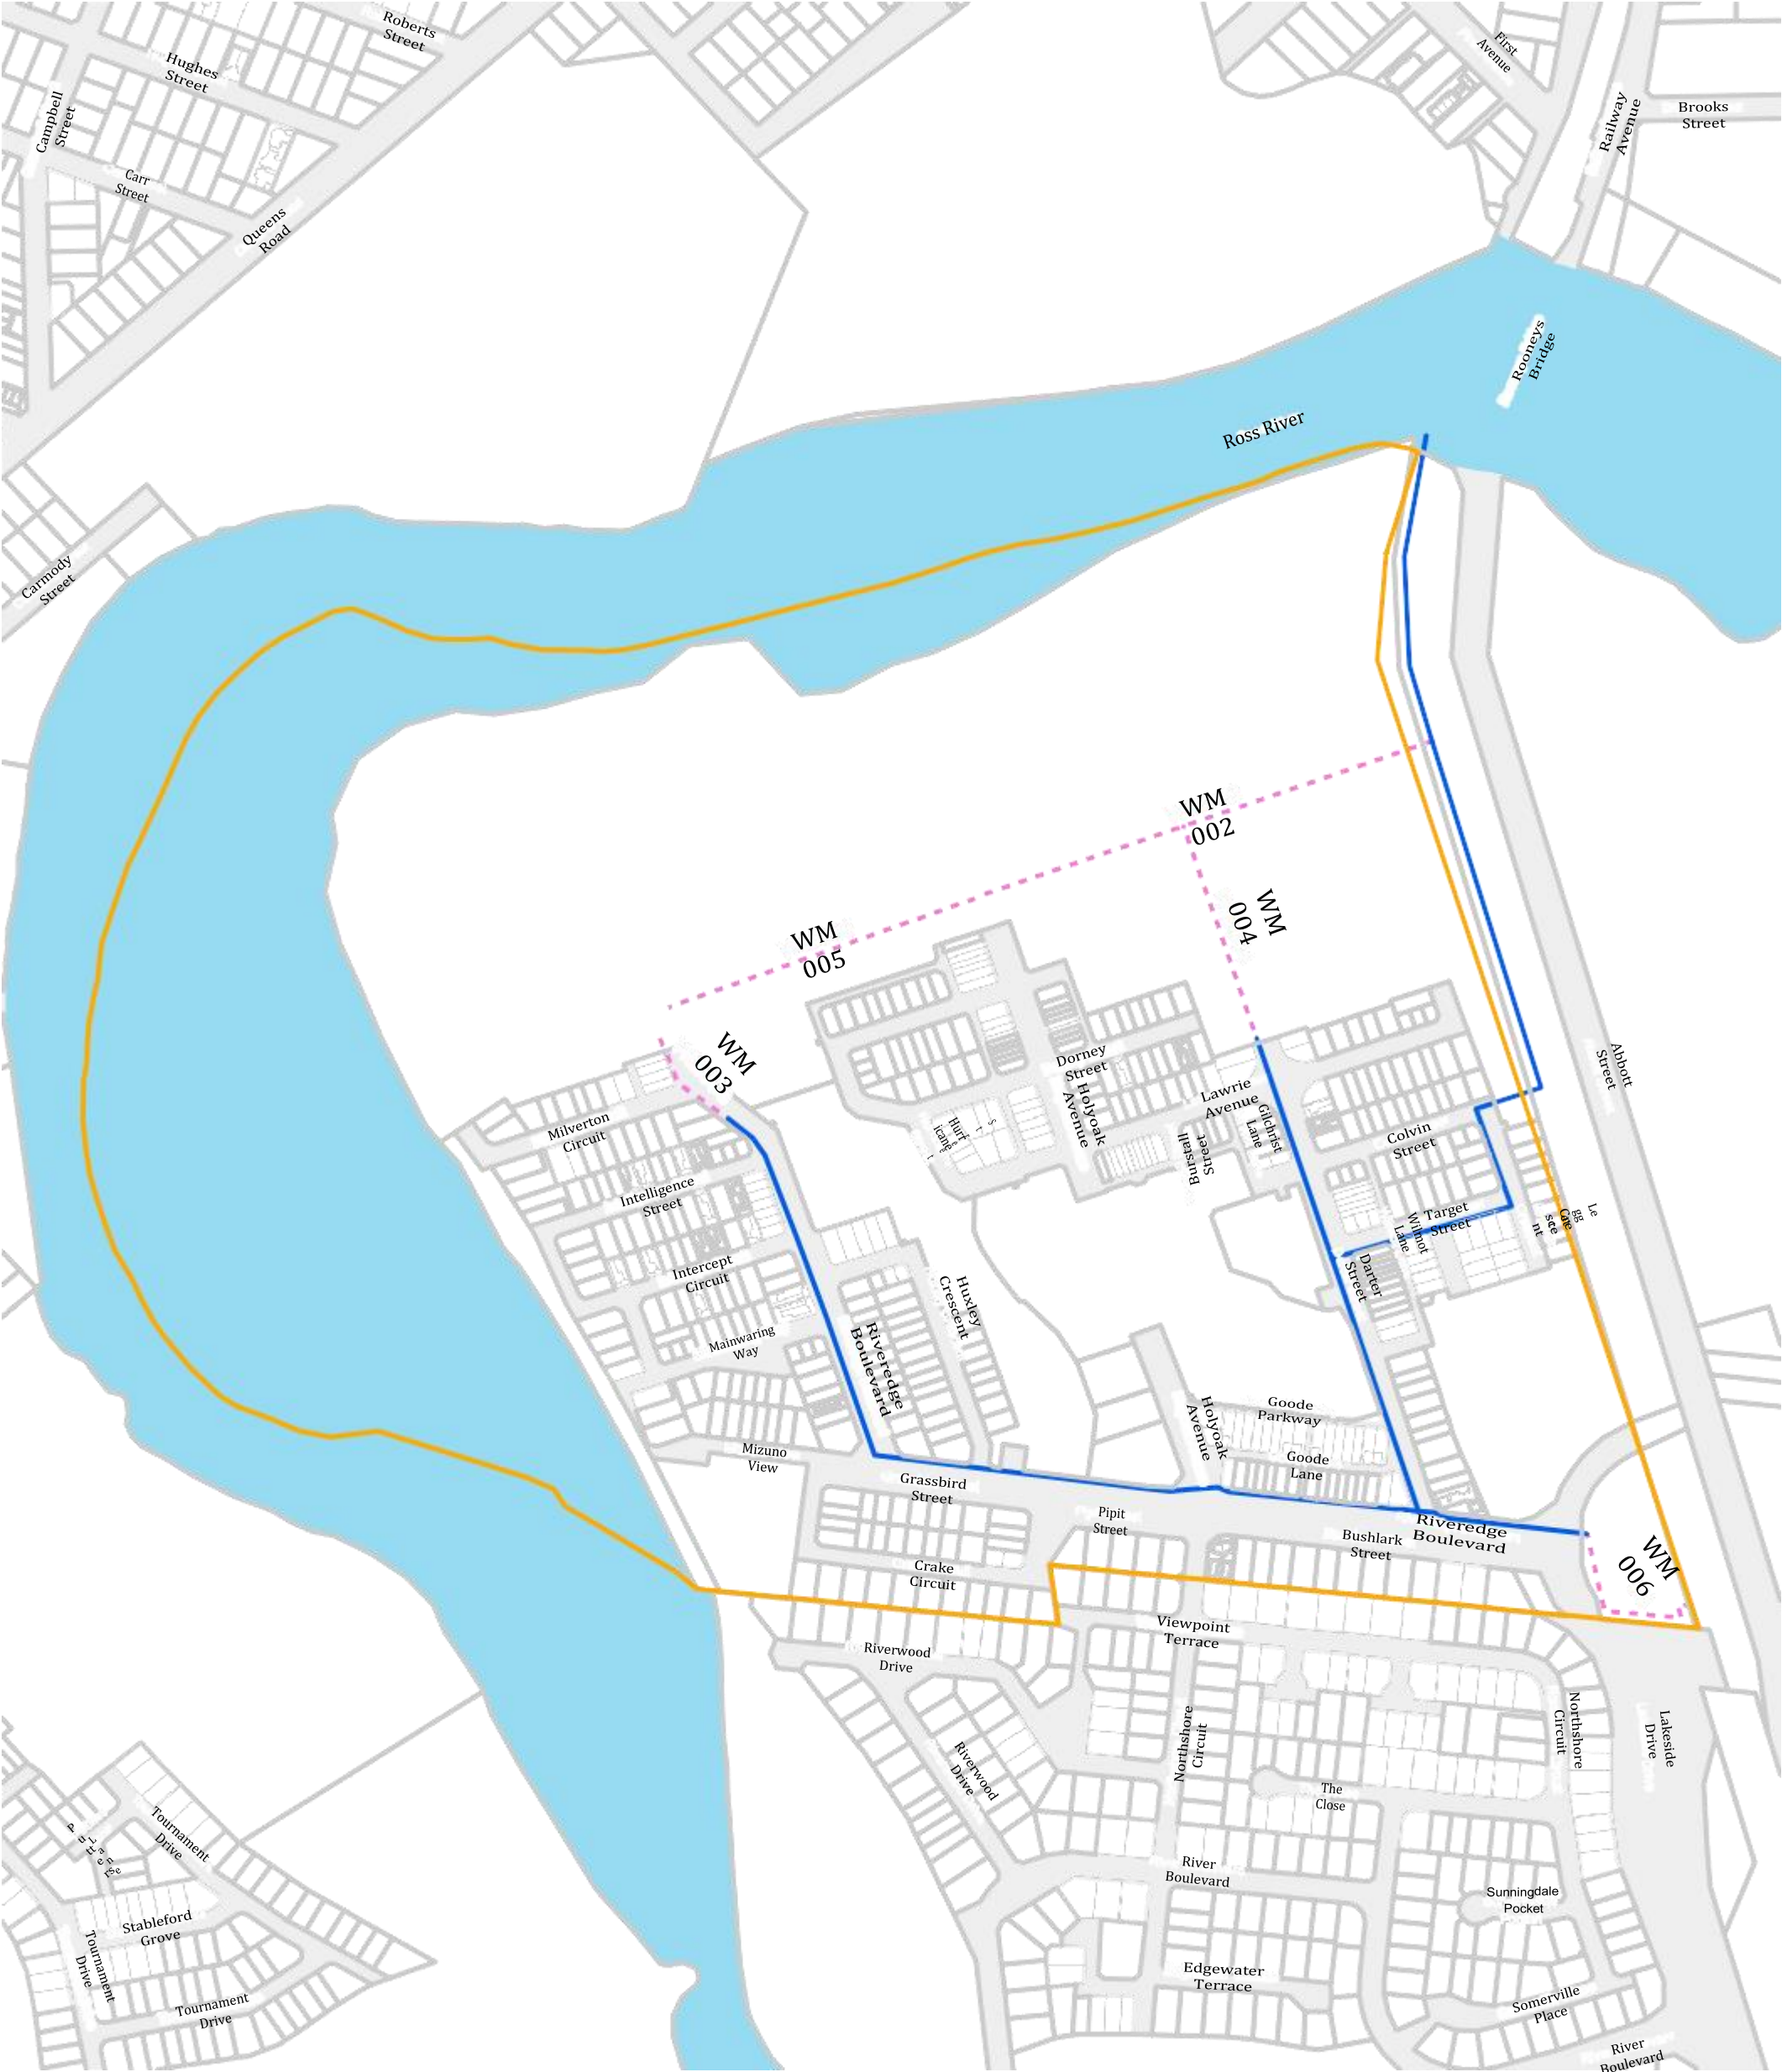 Roberts
Street
Hughes
Street
First
Avenue
Campbell
Street
Railway
Avenue
Brooks
Street
Carr
Street
Queens
Road
Rooneys
Bridge
Ross River
Carmody
Street
WM
002
WM
004
WM
005
WM
003
Dorney
Street
Holyoak
Avenue
Lawrie
Avenue
Gilchrist
Lane
Burstall
Street
Abbott
Street
Milverton
Circuit
Colvin
Street
Intelligence
Street
Target
Street
Wilmot
Lane
Darter
Street
Intercept
Circuit
Huxley
Crescent
Mainwaring
Way
Riveredge
Boulevard
Holyoak
Avenue
Goode
Parkway
Goode
Lane
Mizuno
View
Grassbird
Street
Pipit
Street
Bushlark
Street
Riveredge
Boulevard
WM
006
Crake
Circuit
Viewpoint
Terrace
Riverwood
Drive
Northshore
Circuit
Northshore
Circuit
Lakeside
Drive
Riverwood
Drive
The
Close
Tournament
Drive
River
Boulevard
Sunningdale
Pocket
Stableford
Grove
Tournament
Drive
Edgewater
Terrace
Tournament
Drive
Somerville
Place
River
Boulevard